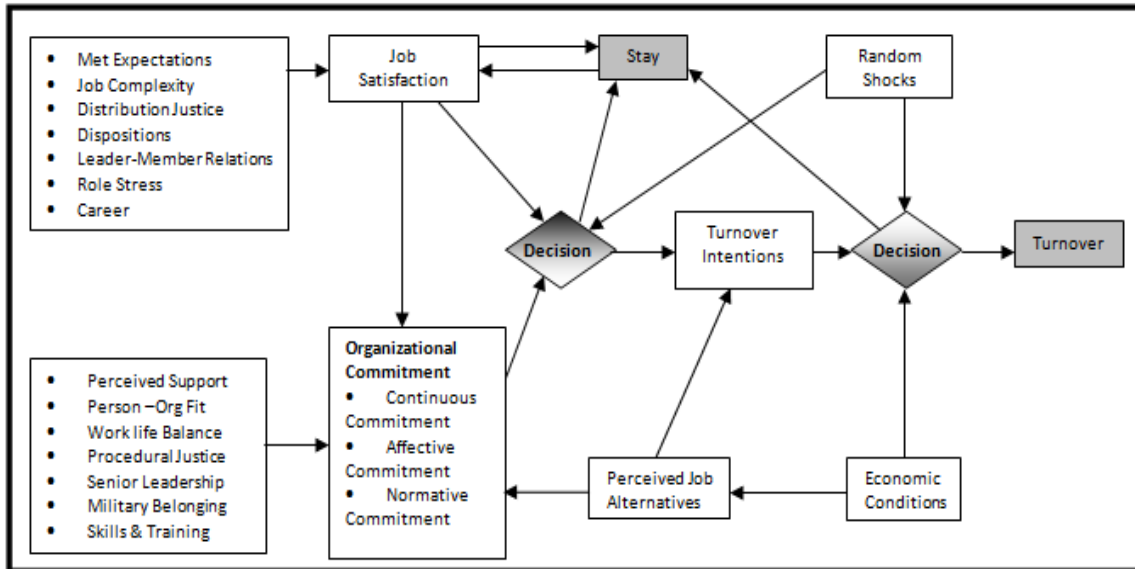 • Met Expectations
• Job Complexity
• Distribution Justice
• Dispositions
• Leader-Member Relations
• Role Stress
• Career
Job
Satisfaction
Stay
Random
Shocks
Decision
Turnover
Intentions
Decision
Turnover
• Perceived Support
• Person –Org Fit
• Work life Balance
• Procedural Justice
• Senior Leadership
• Military Belonging
• Skills & Training
Organizational
Commitment
• Continuous
Commitment
• Affective
Commitment
• Normative
Commitment
Perceived Job
Alternatives
Economic
Conditions